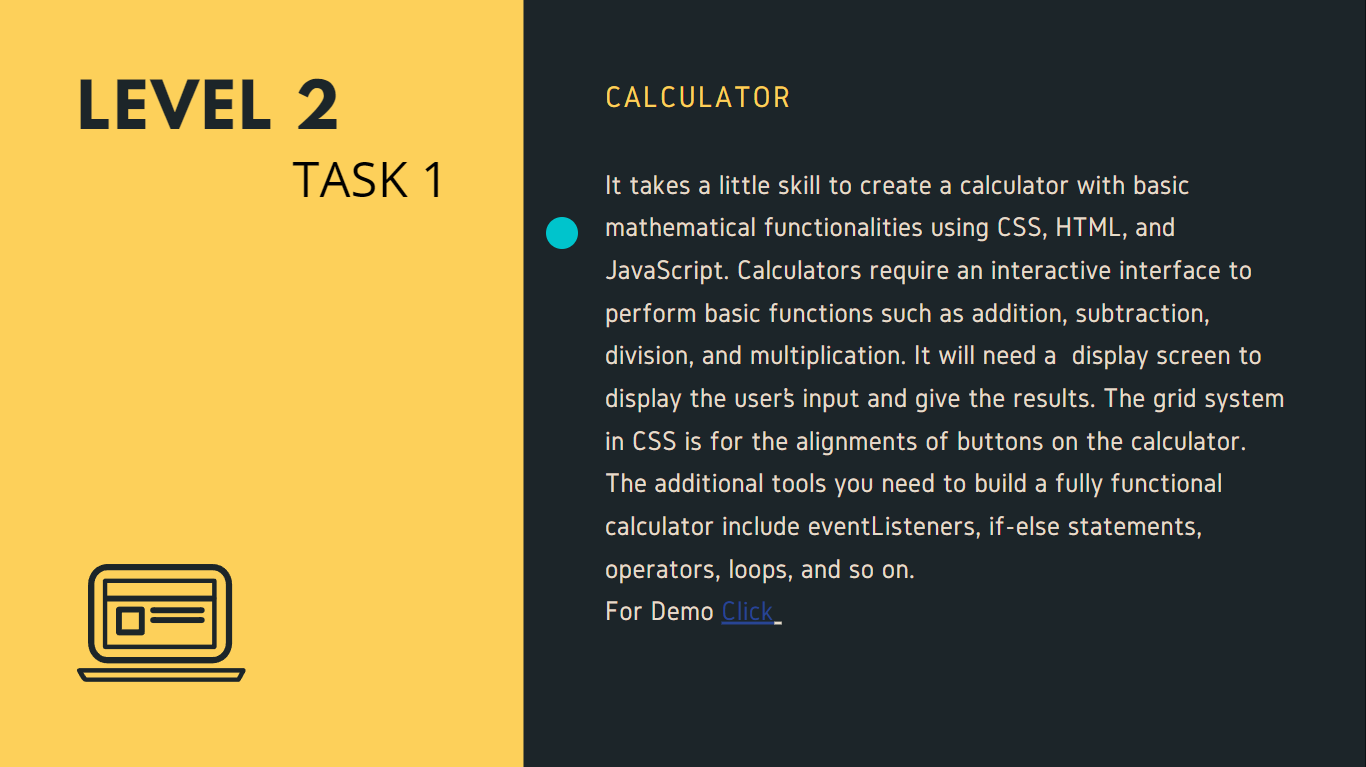 LEVEL 2
TASK 1
CALCULATOR
It takes a little skill to create a calculator with basic
mathematical functionalities using CSS, HTML, and
JavaScript. Calculators require an interactive interface to
perform basic functions such as addition, subtraction,
division, and multiplication. It will need a  display screen to
display the user's input and give the results. The grid system
in CSS is for the alignments of buttons on the calculator.
The additional tools you need to build a fully functional
calculator include eventListeners, if-else statements,
operators, loops, and so on.
For Demo Click